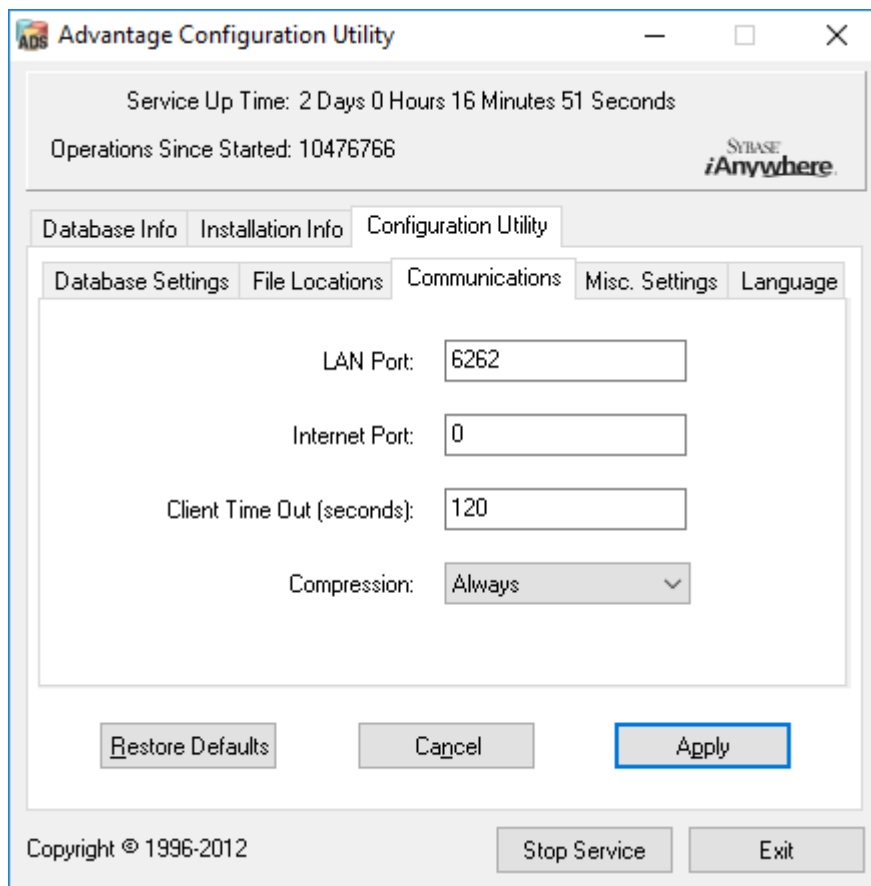 ADS Advantage Configuration Utility
Service Up Time: 2 Days 0 Hours 16 Minutes 51 Seconds
Operations Since Started: 10476766
SYBASE
iAnywhere.
Database Info Installation Info Configuration Utility
Database Settings File Locations Communications Misc. Settings Language
LAN Port: 6262
Internet Port: 0
Client Time Out (seconds): 120
Compression: Always
Restore Defaults Cancel Apply
Copyright © 1996-2012 Stop Service Exit